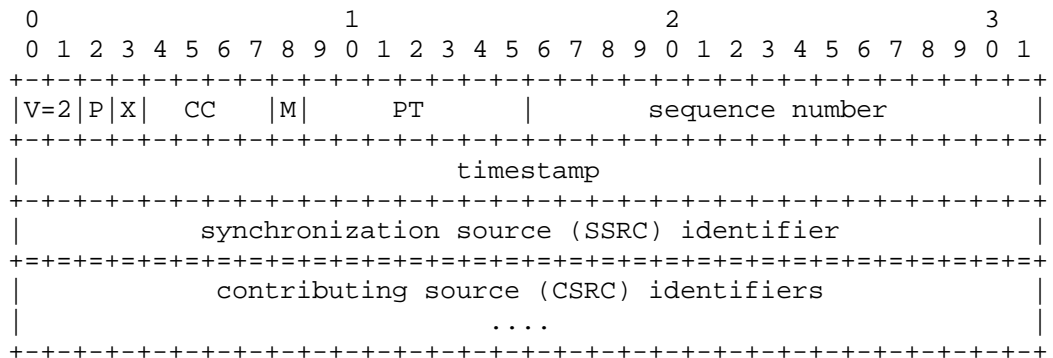 0                   1                   2                   3
 0 1 2 3 4 5 6 7 8 9 0 1 2 3 4 5 6 7 8 9 0 1 2 3 4 5 6 7 8 9 0 1
+-+-+-+-+-+-+-+-+-+-+-+-+-+-+-+-+-+-+-+-+-+-+-+-+-+-+-+-+-+-+-+-+
|V=2|P|X|  CC   |M|     PT      |       sequence number         |
+-+-+-+-+-+-+-+-+-+-+-+-+-+-+-+-+-+-+-+-+-+-+-+-+-+-+-+-+-+-+-+-+
|                           timestamp                           |
+-+-+-+-+-+-+-+-+-+-+-+-+-+-+-+-+-+-+-+-+-+-+-+-+-+-+-+-+-+-+-+-+
|           synchronization source (SSRC) identifier            |
+=+=+=+=+=+=+=+=+=+=+=+=+=+=+=+=+=+=+=+=+=+=+=+=+=+=+=+=+=+=+=+=+
|            contributing source (CSRC) identifiers             |
|                             ....                              |
+-+-+-+-+-+-+-+-+-+-+-+-+-+-+-+-+-+-+-+-+-+-+-+-+-+-+-+-+-+-+-+-+